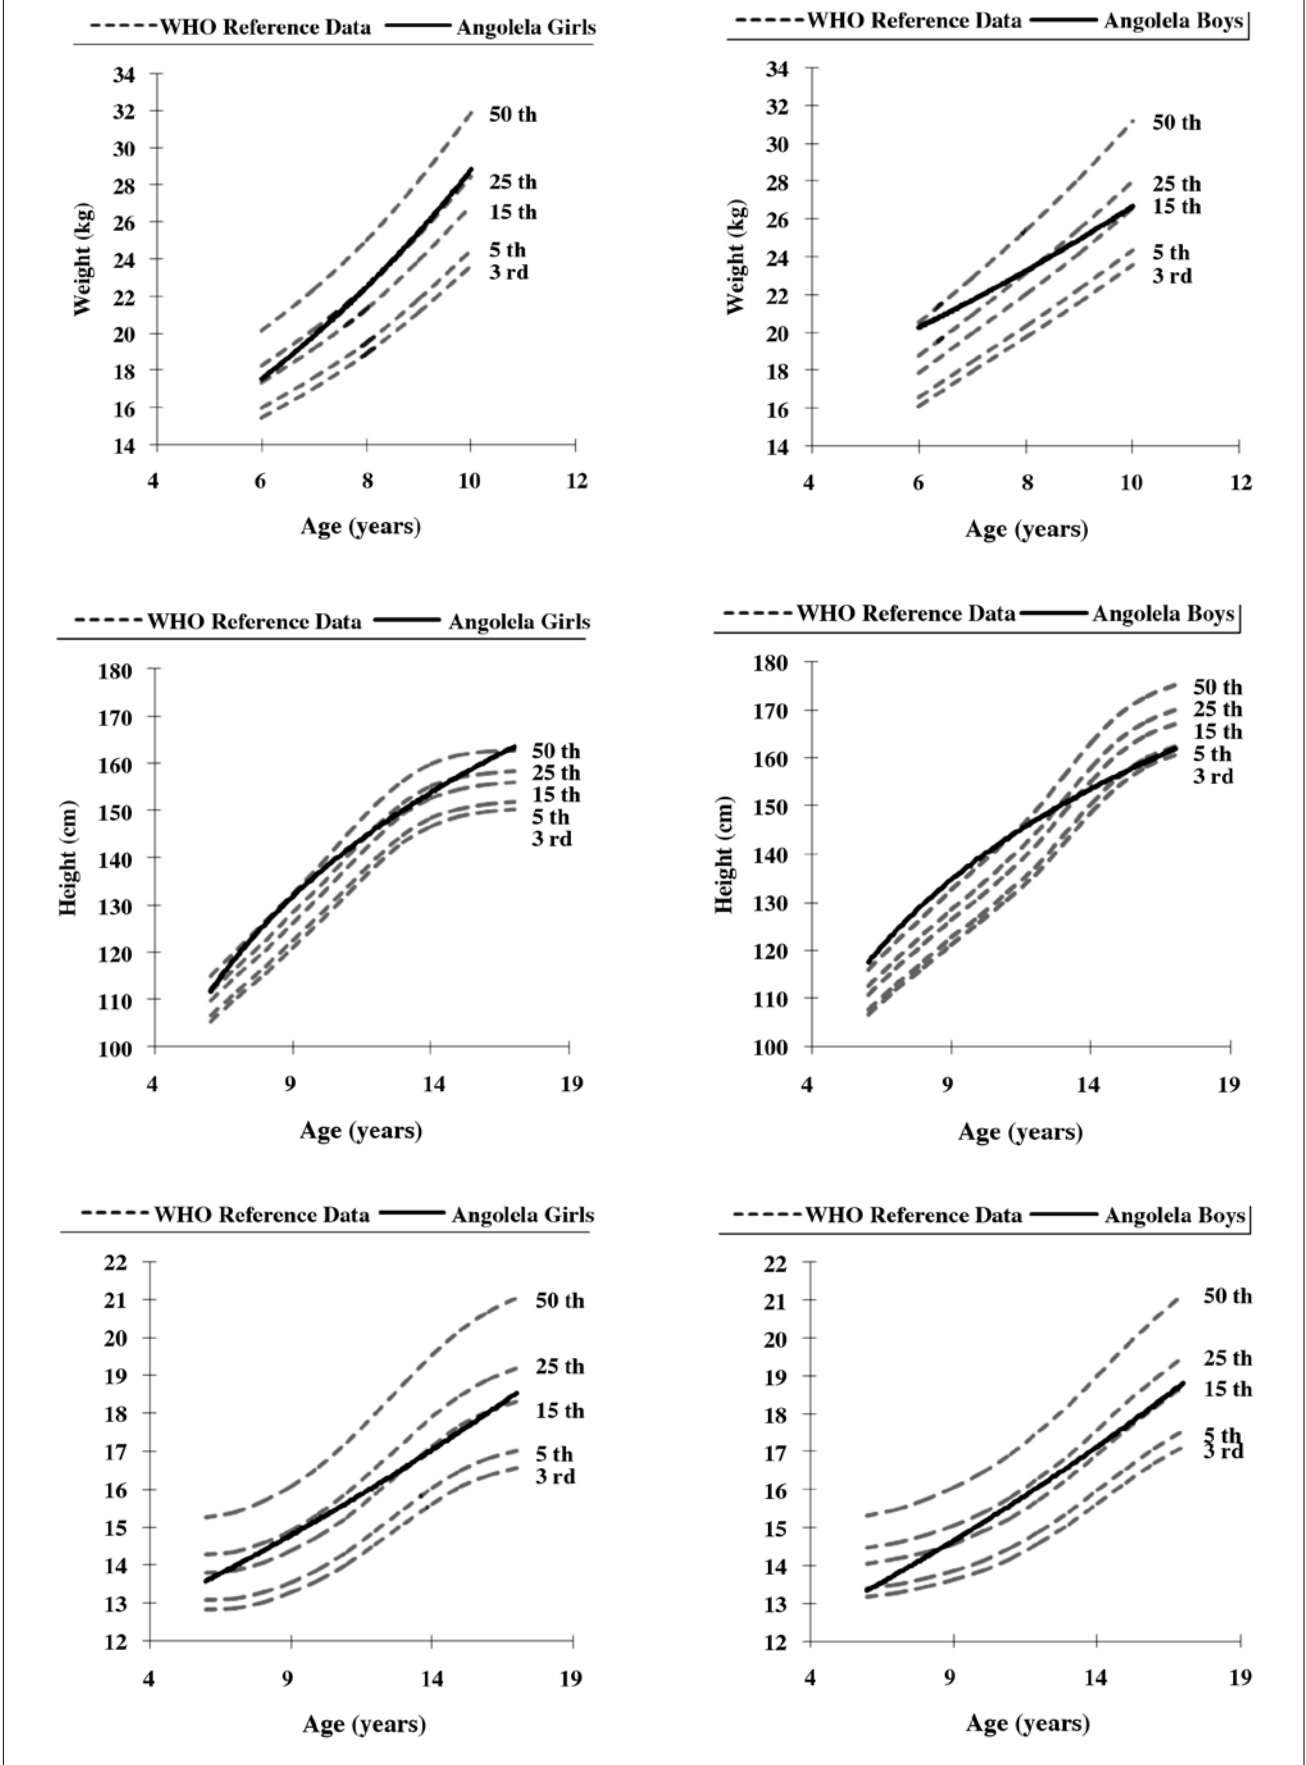 WHO Reference Data Angolela Girls
34
32
30
28
26
24
22
20
18
16
14
Weight (kg)
50 th
25 th
15 th
5 th
3 rd
4 6 8 10 12
Age (years)
WHO Reference Data Angolela Boys
34
32
30
28
26
24
22
20
18
16
14
Weight (kg)
50 th
25 th
15 th
5 th
3 rd
4 6 8 10 12
Age (years)
WHO Reference Data Angolela Girls
180
170
160
150
140
130
120
110
100
Height (cm)
50 th
25 th
15 th
5 th
3 rd
4 9 14 19
Age (years)
WHO Reference Data Angolela Boys
180
170
160
150
140
130
120
110
100
Height (cm)
50 th
25 th
15 th
5 th
3 rd
4 9 14 19
Age (years)
WHO Reference Data Angolela Girls
22
21
20
19
18
17
16
15
14
13
12
50 th
25 th
15 th
5 th
3 rd
4 9 14 19
Age (years)
WHO Reference Data Angolela Boys
22
21
20
19
18
17
16
15
14
13
12
50 th
25 th
15 th
5 th
3 rd
4 9 14 19
Age (years)